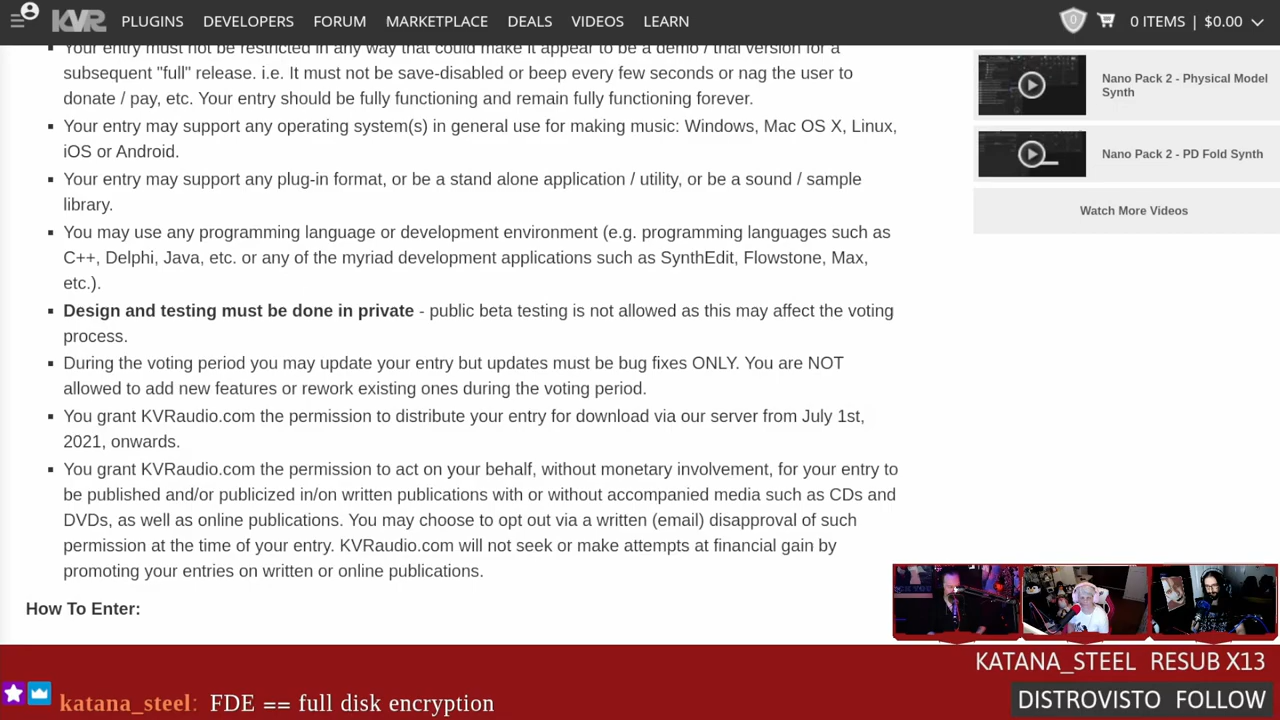 KVR PLUGINS DEVELOPERS FORUM MARKETPLACE DEALS VIDEOS LEARN 0 0 ITEMS | $0.00
Your entry must not be restricted in any way that could make it appear to be a demo / trial version for a
subsequent "full" release. i.e. It must not be save-disabled or beep every few seconds or nag the user to
donate / pay, etc. Your entry should be fully functioning and remain fully functioning forever.
Your entry may support any operating system(s) in general use for making music: Windows, Mac OS X, Linux,
iOS or Android.
Your entry may support any plug-in format, or be a stand alone application / utility, or be a sound / sample
library.
You may use any programming language or development environment (e.g. programming languages such as
C++, Delphi, Java, etc. or any of the myriad development applications such as SynthEdit, Flowstone, Max,
etc.).
Design and testing must be done in private - public beta testing is not allowed as this may affect the voting
process.
During the voting period you may update your entry but updates must be bug fixes ONLY. You are NOT
allowed to add new features or rework existing ones during the voting period.
You grant KVRaudio.com the permission to distribute your entry for download via our server from July 1st,
2021, onwards.
You grant KVRaudio.com the permission to act on your behalf, without monetary involvement, for your entry to
be published and/or publicized in/on written publications with or without accompanied media such as CDs and
DVDs, as well as online publications. You may choose to opt out via a written (email) disapproval of such
permission at the time of your entry. KVRaudio.com will not seek or make attempts at financial gain by
promoting your entries on written or online publications.
How To Enter:
Nano Pack 2 - Physical Model
Synth
Nano Pack 2 - PD Fold Synth
Watch More Videos
KATANA_STEEL RESUB X13
katana_steel: FDE == full disk encryption
DISTROVISTO FOLLOW